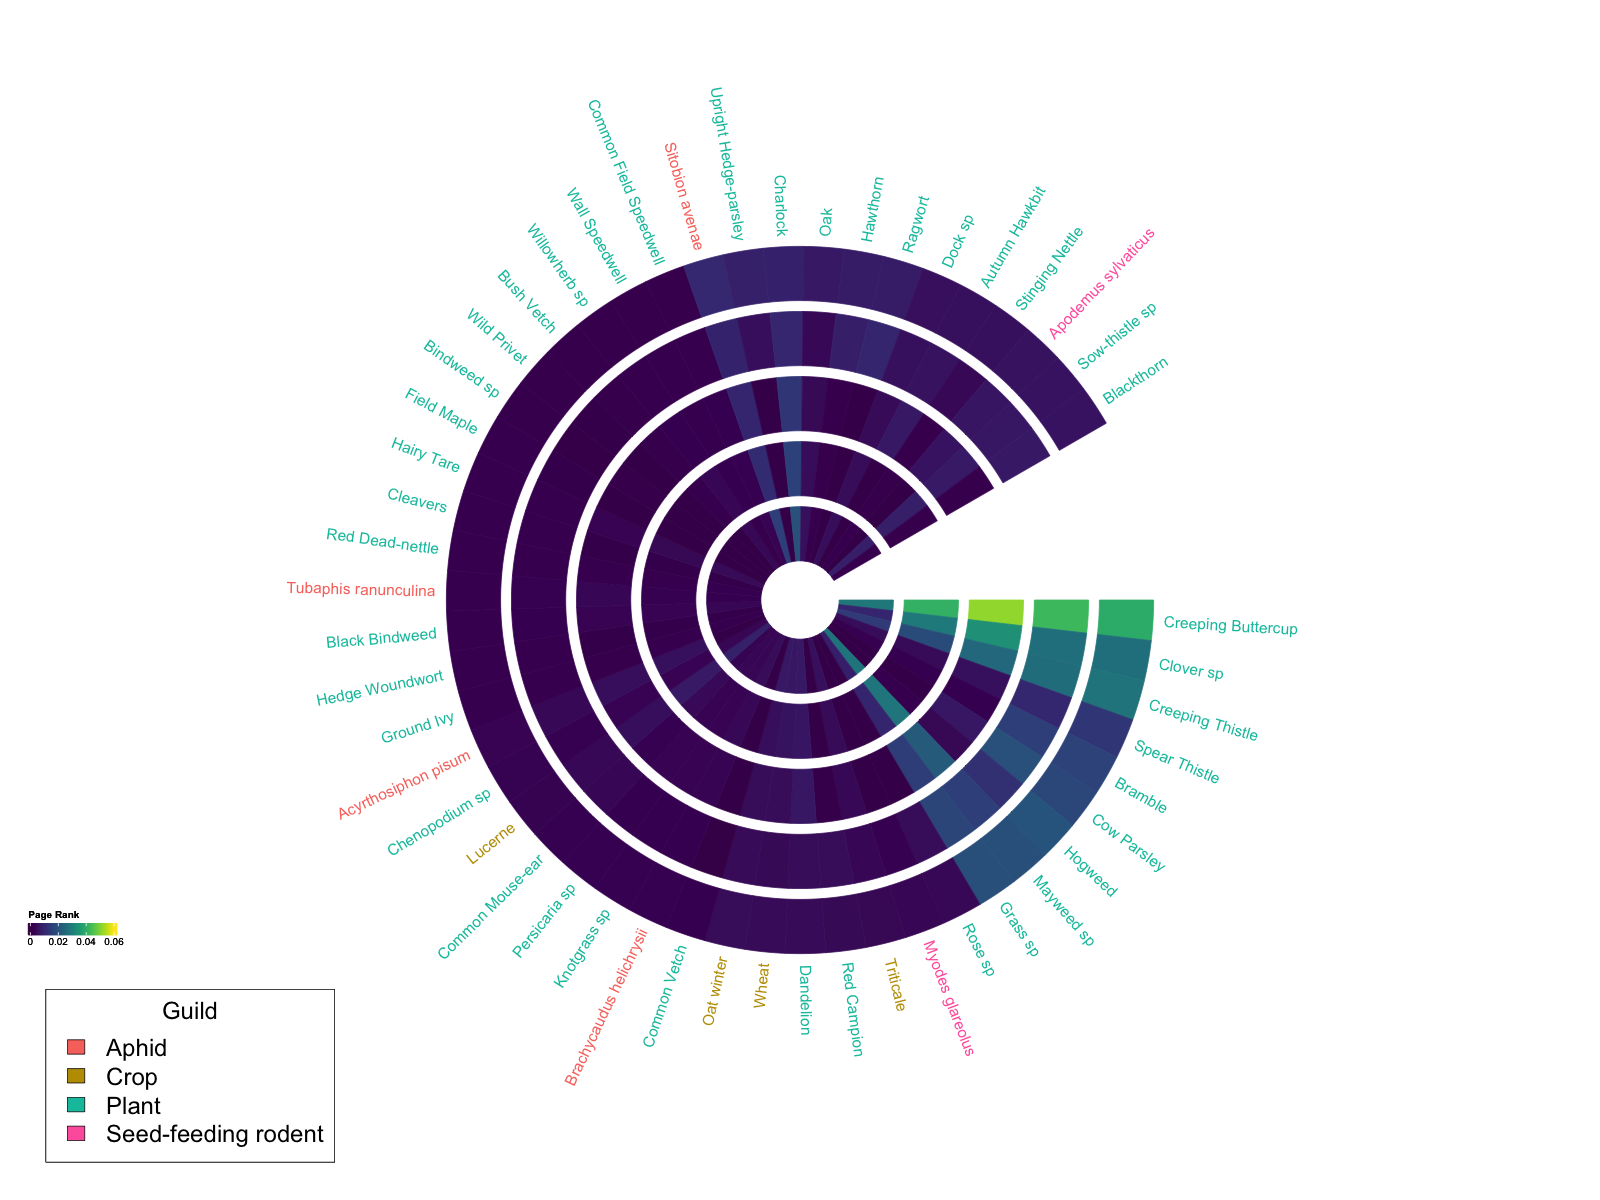 Upright Hedge-parsley
Common Field Speedwell
Sitobion avenae
Charlock
Oak
Hawthorn
Ragwort
Dock sp
Autumn Hawkbit
Stinging Nettle
Apodemus sylvaticus
Sow-thistle sp
Blackthorn
Wall Speedwell
Willowherb sp
Bush Vetch
Wild Privet
Bindweed sp
Field Maple
Hairy Tare
Cleavers
Red Dead-nettle
Tubaphis ranunculina
Black Bindweed
Hedge Woundwort
Ground Ivy
Acyrthosiphon pisum
Chenopodium sp
Lucerne
Common Mouse-ear
Persicaria sp
Knotgrass sp
Brachycaudus helichrysii
Common Vetch
Oat winter
Wheat
Dandelion
Red Campion
Triticale
Myodes glareolus
Rose sp
Grass sp
Mayweed sp
Hogweed
Cow Parsley
Bramble
Spear Thistle
Creeping Thistle
Clover sp
Creeping Buttercup
Page Rank
0 0.02 0.04 0.06
Guild
Aphid
Crop
Plant
Seed-feeding rodent